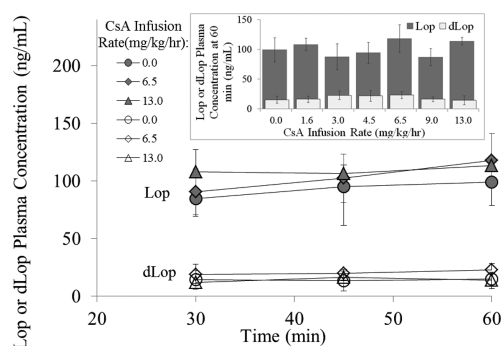 Lop or dLop Plasma Concentration (ng/mL)
CsA Infusion
Rate(mg/kg/hr):
0.0
6.5
13.0
0.0
6.5
13.0
200
150
100
50
0
Lop
dLop
20
30
40
50
60
Time (min)
Lop or dLop Plasma
Concentration at 60
min (ng/mL)
150
100
50
0
Lop
dLop
0.0
1.6
3.0
4.5
6.5
9.0
13.0
CsA Infusion Rate (mg/kg/hr)